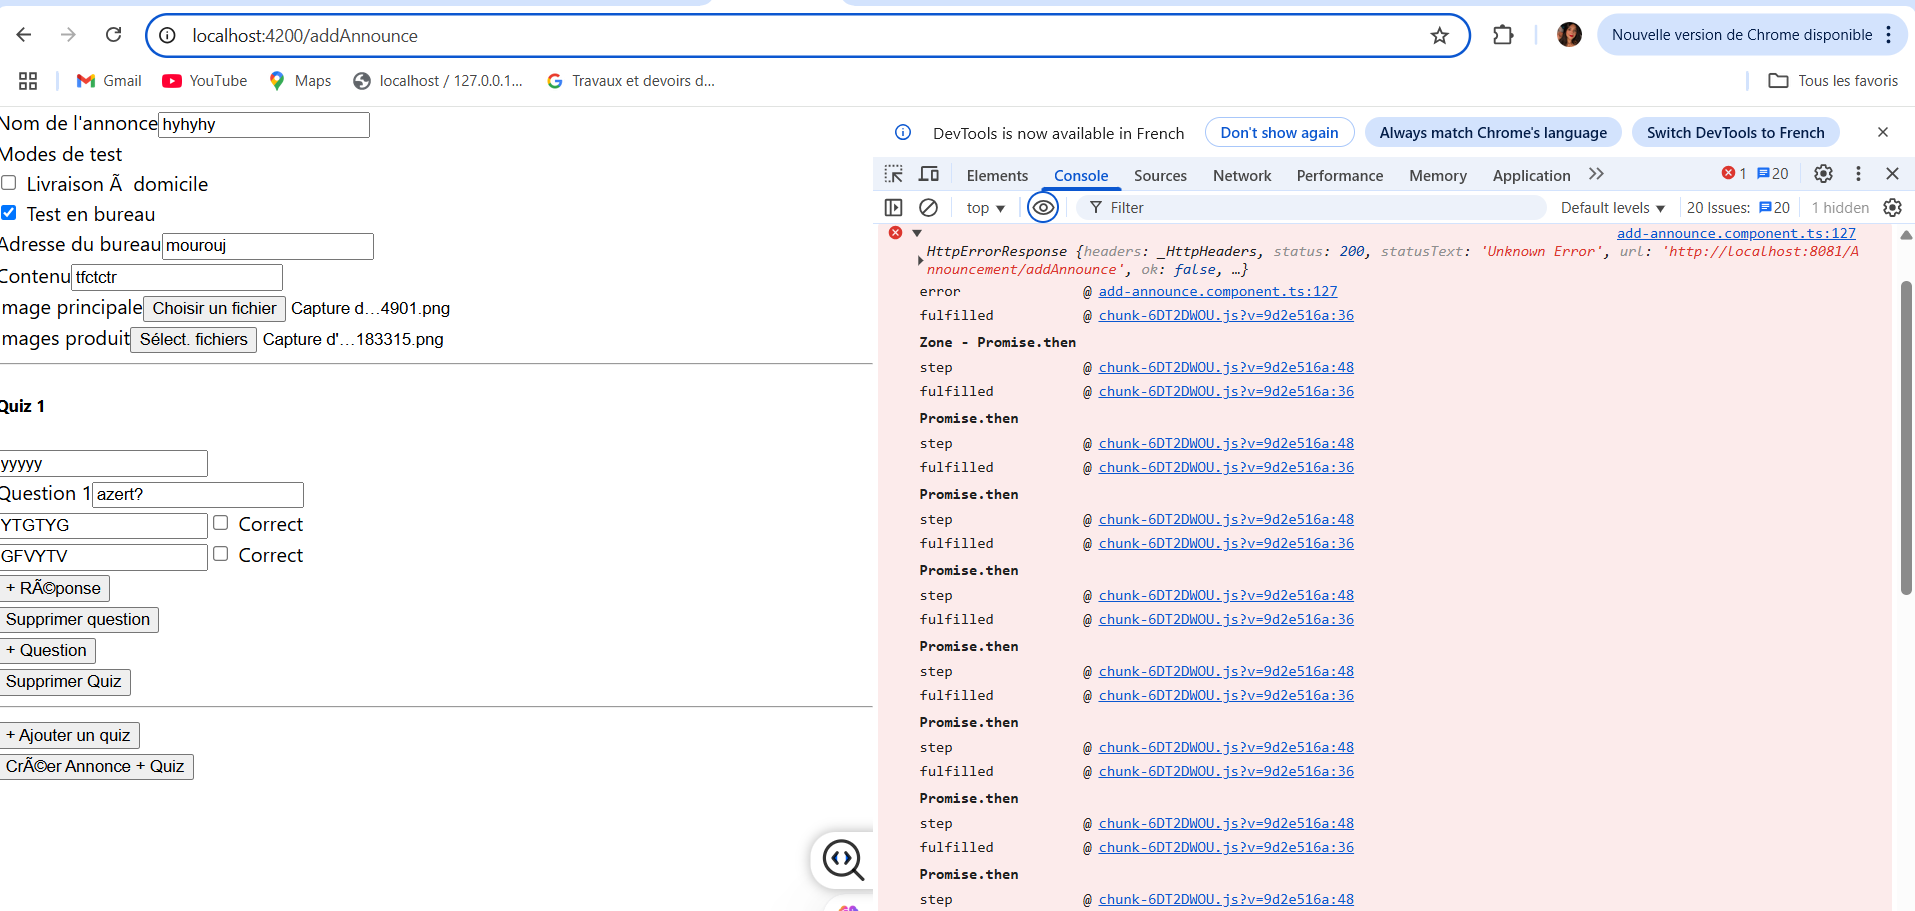 localhost:4200/addAnnounce
Nouvelle version de Chrome disponible
Gmail
YouTube
Maps
localhost / 127.0.0.1...
Travaux et devoirs d...
Tous les favoris
Nom de l'annonce hyhyhy
Modes de test
Livraison Ã domicile
Test en bureau
Adresse du bureau mourouj
Contenu tfctctr
mage principale Choisir un fichier Capture d...4901.png
mages produit Sélect. fichiers Capture d'...183315.png
Quiz 1
yyyyy
Question 1 azert?
YTGTYG Correct
GFVYTV Correct
+ RÃ©ponse
Supprimer question
+ Question
Supprimer Quiz
+ Ajouter un quiz
CrÃ©er Annonce + Quiz
DevTools is now available in French Don't show again Always match Chrome's language Switch DevTools to French
Elements Console Sources Network Performance Memory Application 1 20
top Filter Default levels 20 Issues: 20 1 hidden
add-announce.component.ts:127
HttpErrorResponse {headers: _HttpHeaders, status: 200, statusText: 'Unknown Error', url: 'http://localhost:8081/A
nnouncement/addAnnounce', ok: false, …}
error @ add-announce.component.ts:127
fulfilled @ chunk-6DT2DWOU.js?v=9d2e516a:36
Zone - Promise.then
step @ chunk-6DT2DWOU.js?v=9d2e516a:48
fulfilled @ chunk-6DT2DWOU.js?v=9d2e516a:36
Promise.then
step @ chunk-6DT2DWOU.js?v=9d2e516a:48
fulfilled @ chunk-6DT2DWOU.js?v=9d2e516a:36
Promise.then
step @ chunk-6DT2DWOU.js?v=9d2e516a:48
fulfilled @ chunk-6DT2DWOU.js?v=9d2e516a:36
Promise.then
step @ chunk-6DT2DWOU.js?v=9d2e516a:48
fulfilled @ chunk-6DT2DWOU.js?v=9d2e516a:36
Promise.then
step @ chunk-6DT2DWOU.js?v=9d2e516a:48
fulfilled @ chunk-6DT2DWOU.js?v=9d2e516a:36
Promise.then
step @ chunk-6DT2DWOU.js?v=9d2e516a:48
fulfilled @ chunk-6DT2DWOU.js?v=9d2e516a:36
Promise.then
step @ chunk-6DT2DWOU.js?v=9d2e516a:48
fulfilled @ chunk-6DT2DWOU.js?v=9d2e516a:36
Promise.then
step @ chunk-6DT2DWOU.js?v=9d2e516a:48